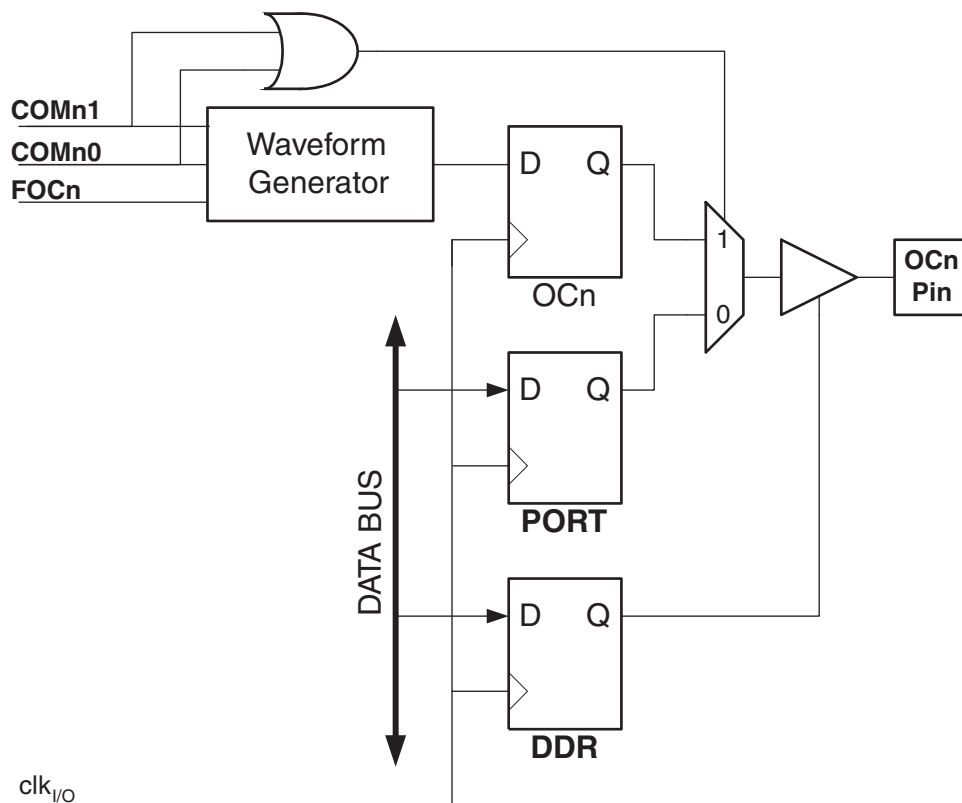 COMn1
COMn0
FOCn
Waveform
Generator
D Q
OCn
1
0
OCn
Pin
D Q
PORT
DATA BUS
D Q
DDR
clkI/O